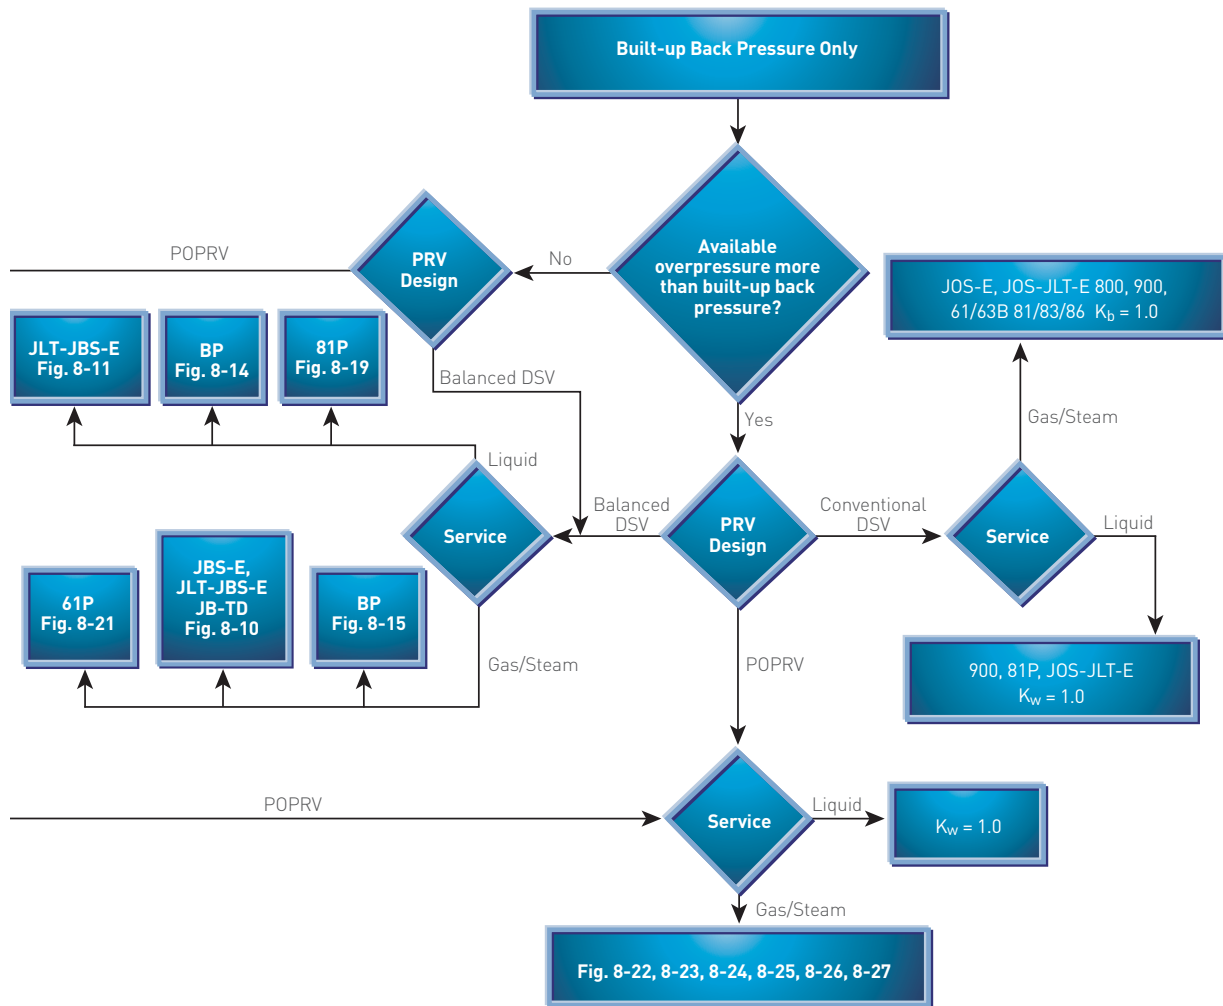 Built-up Back Pressure Only
Available
overpressure more
than built-up back
pressure?
No
PRV
Design
POPRV
JLT-JBS-E
Fig. 8-11
BP
Fig. 8-14
81P
Fig. 8-19
Balanced DSV
Liquid
Yes
JOS-E, JOS-JLT-E 800, 900,
61/63B 81/83/86 Kb = 1.0
Gas/Steam
Service
Balanced
DSV
PRV
Design
Conventional
DSV
Service
Liquid
61P
Fig. 8-21
JBS-E,
JLT-JBS-E
JB-TD
Fig. 8-10
BP
Fig. 8-15
Gas/Steam
POPRV
900, 81P, JOS-JLT-E
Kw = 1.0
POPRV
Service
Liquid
Kw = 1.0
Gas/Steam
Fig. 8-22, 8-23, 8-24, 8-25, 8-26, 8-27